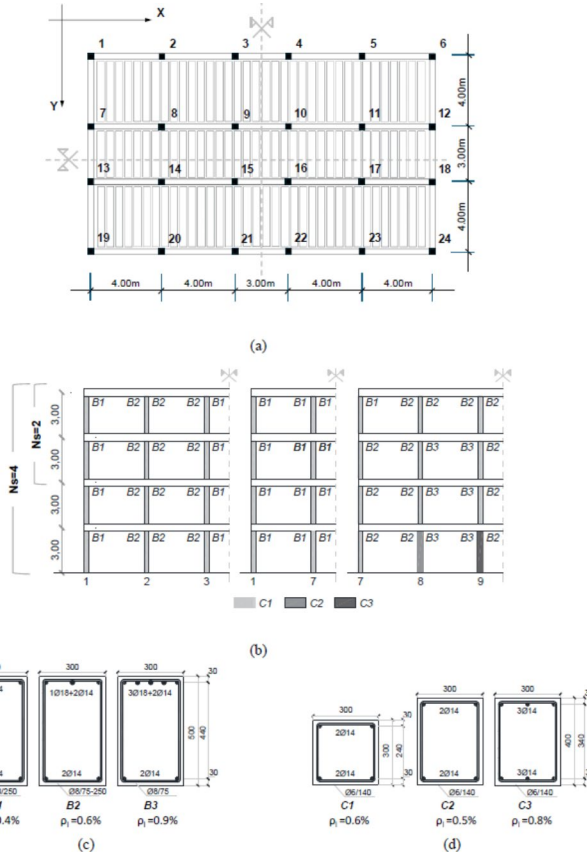 X
1 2 3 4 5 6
Y
7 8 9 10 11 12
13 14 15 16 17 18
19 20 21 22 23 24
4.00m
3.00m
4.00m
4.00m 4.00m 3.00m 4.00m 4.00m
(a)
Ns=4
Ns=2
3.00
3.00
3.00
3.00
B1 B2 B2 B2 B1 B1 B1 B1 B2 B2 B2 B2 B2
B1 B2 B2 B2 B1 B1 B1 B1 B2 B2 B3 B3 B2
B1 B2 B2 B2 B1 B1 B1 B1 B2 B2 B3 B3 B2
B1 B2 B2 B2 B1 B1 B1 B1 B2 B2 B3 B3 B2
1 2 3 1 7 7 8 9
C1 C2 C3
(b)
300 300 30
1Ø18+2Ø14 3Ø18+2Ø14
500
440
2Ø14 2Ø14
30
/250 Ø8/75-250 Ø8/75
B2 B3
.4% ρl =0.6% ρl =0.9%
(c)
300 300 300
30
2Ø14 2Ø14 3Ø14
300
240
400
340
2Ø14 2Ø14 3Ø14
30
30
Ø6/140 Ø6/140 Ø6/140
C1 C2 C3
ρl =0.6% ρl =0.5% ρl =0.8%
(d)